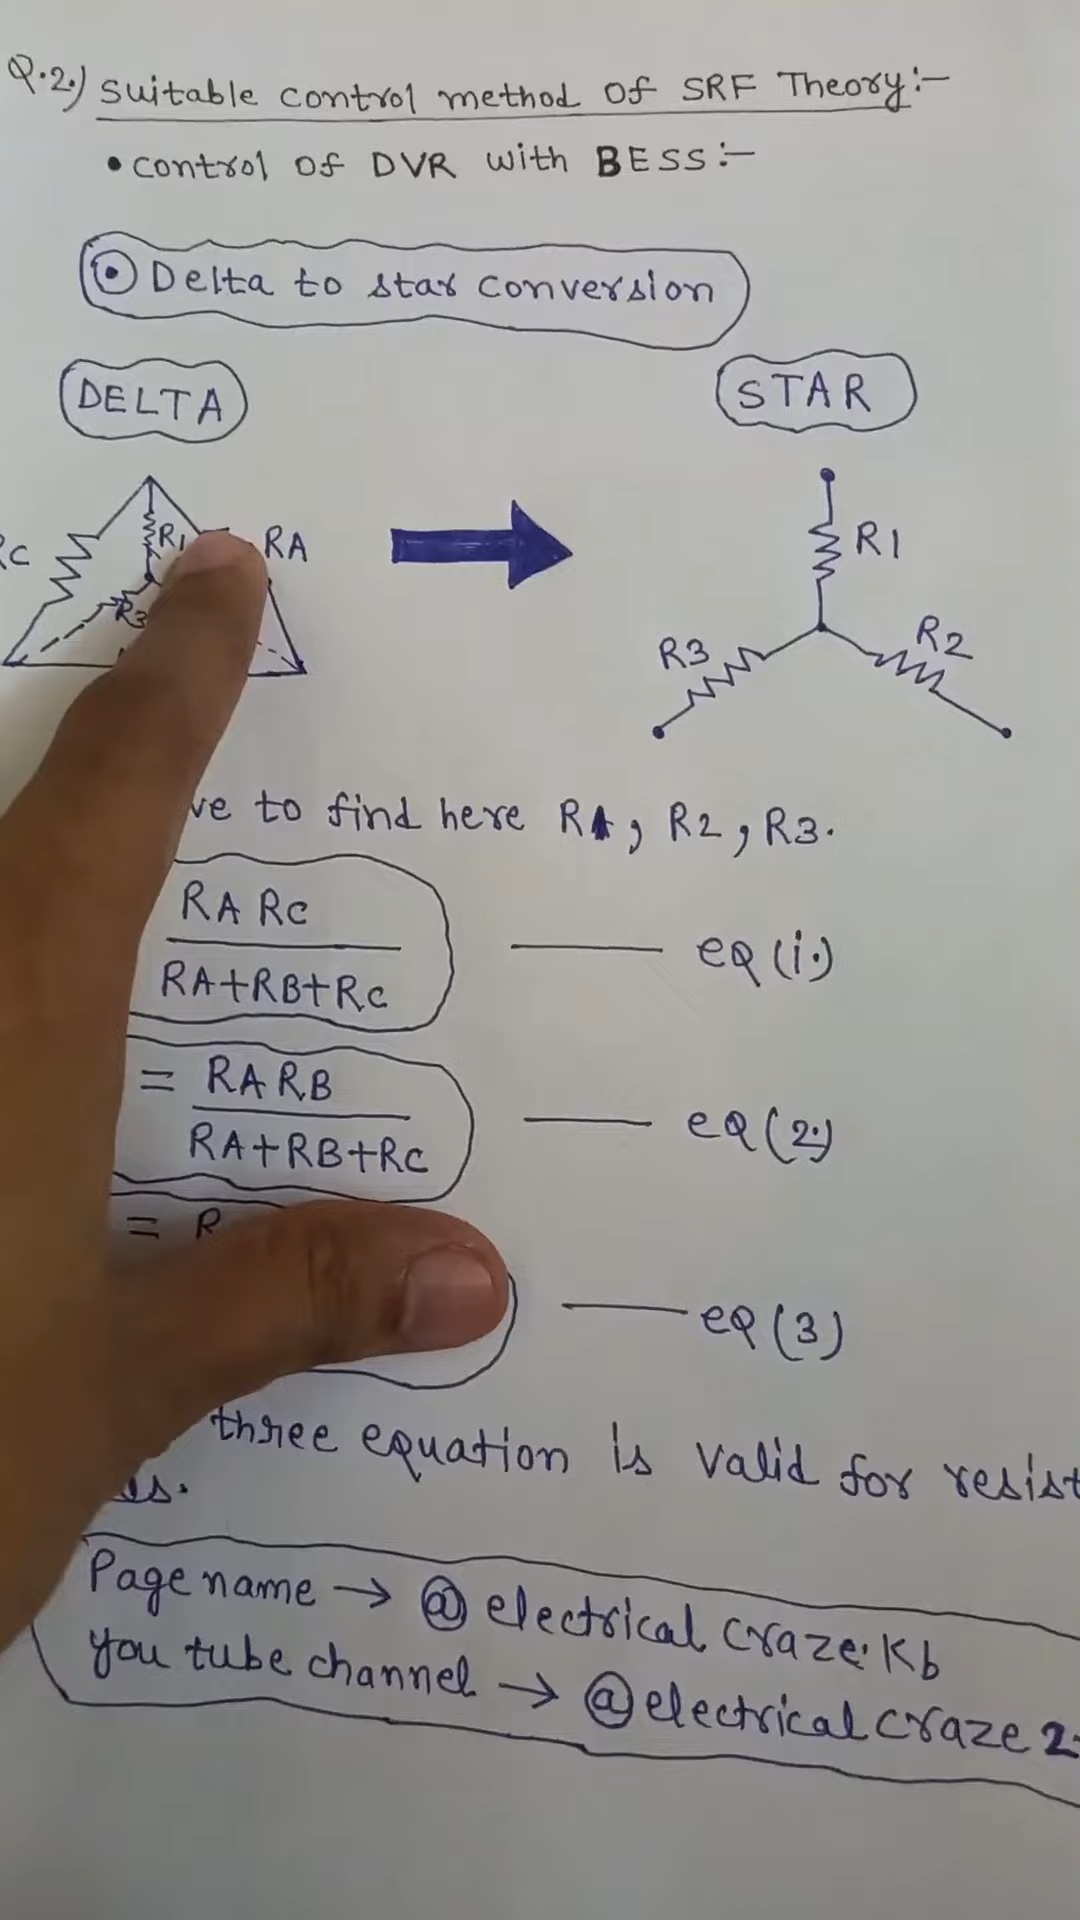 Q.2.) Suitable control method of SRF Theory:-
• control of DVR with BESS:-
Delta to star conversion
DELTA
STAR
R1
RA
R3
R1
R3
R2
to find here R1, R2, R3.
RA RC
RA+RB+RC
eq (i.)
= RA RB
RA+RB+RC
eq (2.)
=
eq (3)
three equation is valid for
Page name → @ electrical craze.Kb
You tube channel → @electrical craze 2